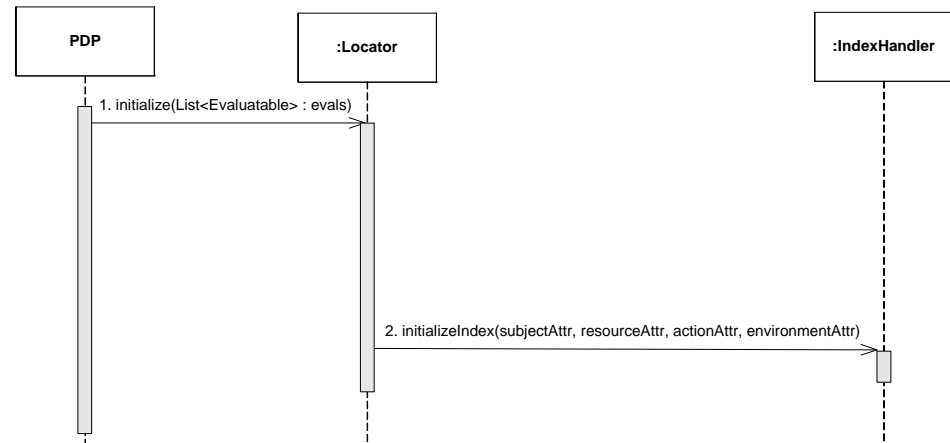 PDP
:Locator
:IndexHandler
1. initialize(List<Evaluatable> : evals)
2. initializeIndex(subjectAttr, resourceAttr, actionAttr, environmentAttr)